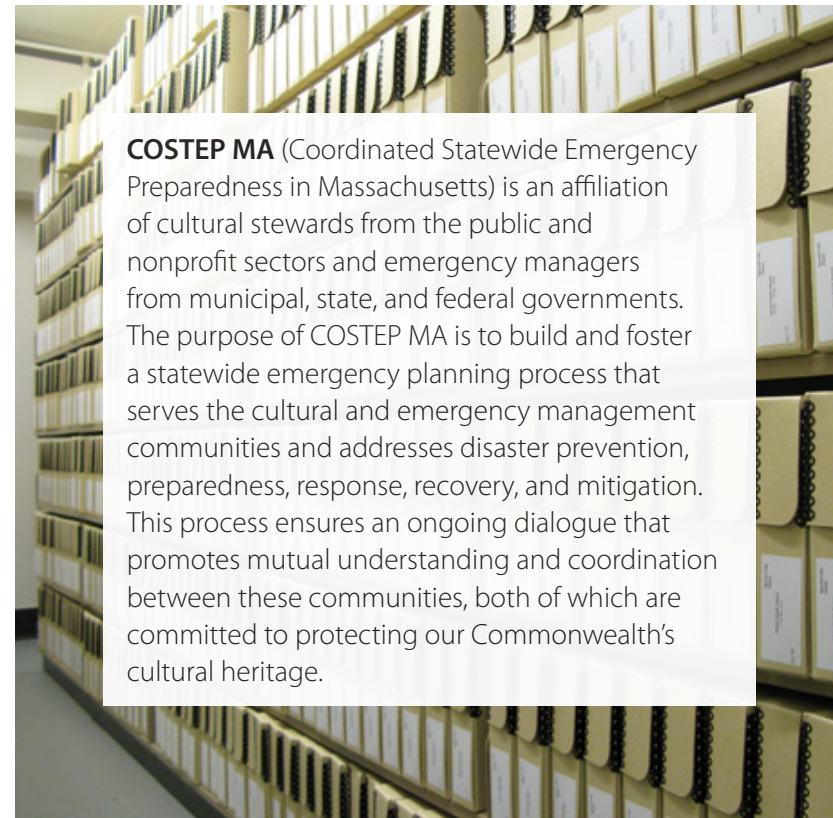 COSTEP MA (Coordinated Statewide Emergency
Preparedness in Massachusetts) is an affiliation
of cultural stewards from the public and
nonprofit sectors and emergency managers
from municipal, state, and federal governments.
The purpose of COSTEP MA is to build and foster
a statewide emergency planning process that
serves the cultural and emergency management
communities and addresses disaster prevention,
preparedness, response, recovery, and mitigation.
This process ensures an ongoing dialogue that
promotes mutual understanding and coordination
between these communities, both of which are
committed to protecting our Commonwealth’s
cultural heritage.